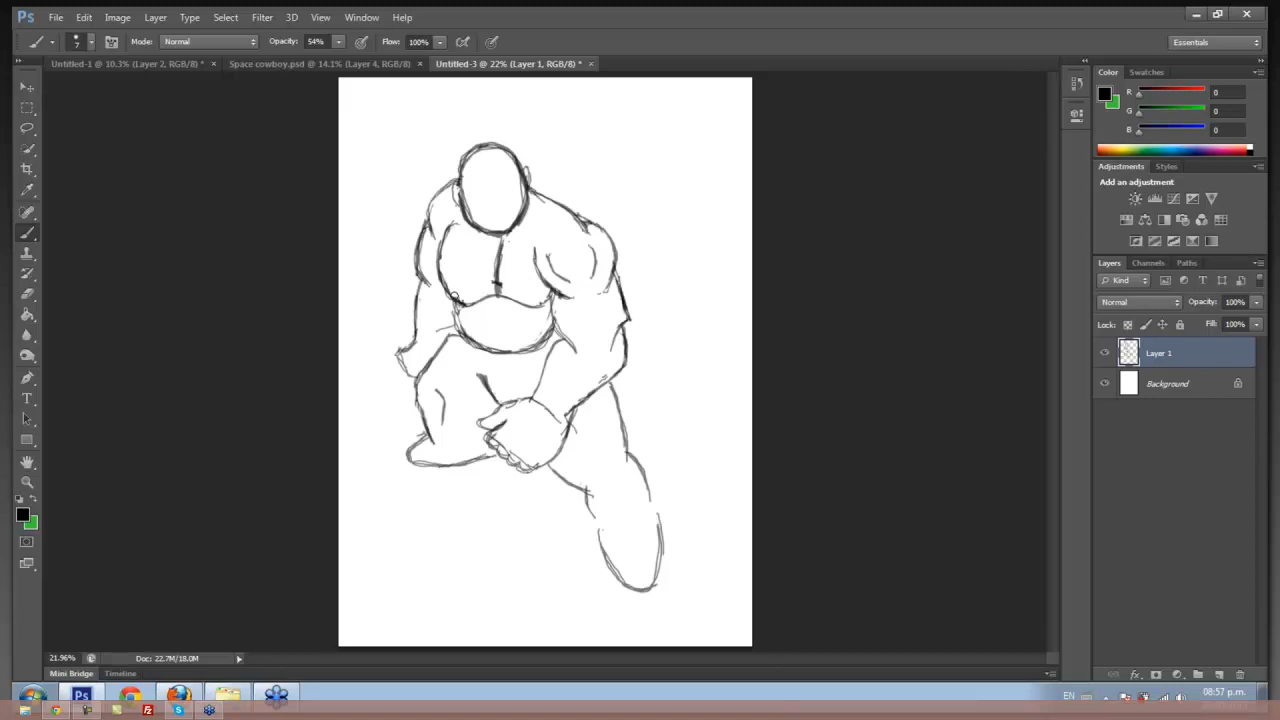 Ps File Edit Image Layer Type Select Filter 3D View Window Help
7 Mode: Normal Opacity: 54% Flow: 100% Essentials
Untitled-1 @ 10.3% (Layer 2, RGB/8) * × Space cowboy.psd @ 14.1% (Layer 4, RGB/8) × Untitled-3 @ 22% (Layer 1, RGB/8) * ×
Color Swatches
R 0
G 0
B 0
Adjustments Styles
Add an adjustment
Layers Channels Paths
Kind
Normal Opacity: 100%
Lock: Fill: 100%
Layer 1
Background
21.96% Doc: 22.7M/18.0M
Mini Bridge Timeline
Ps EN 08:57 p.m.